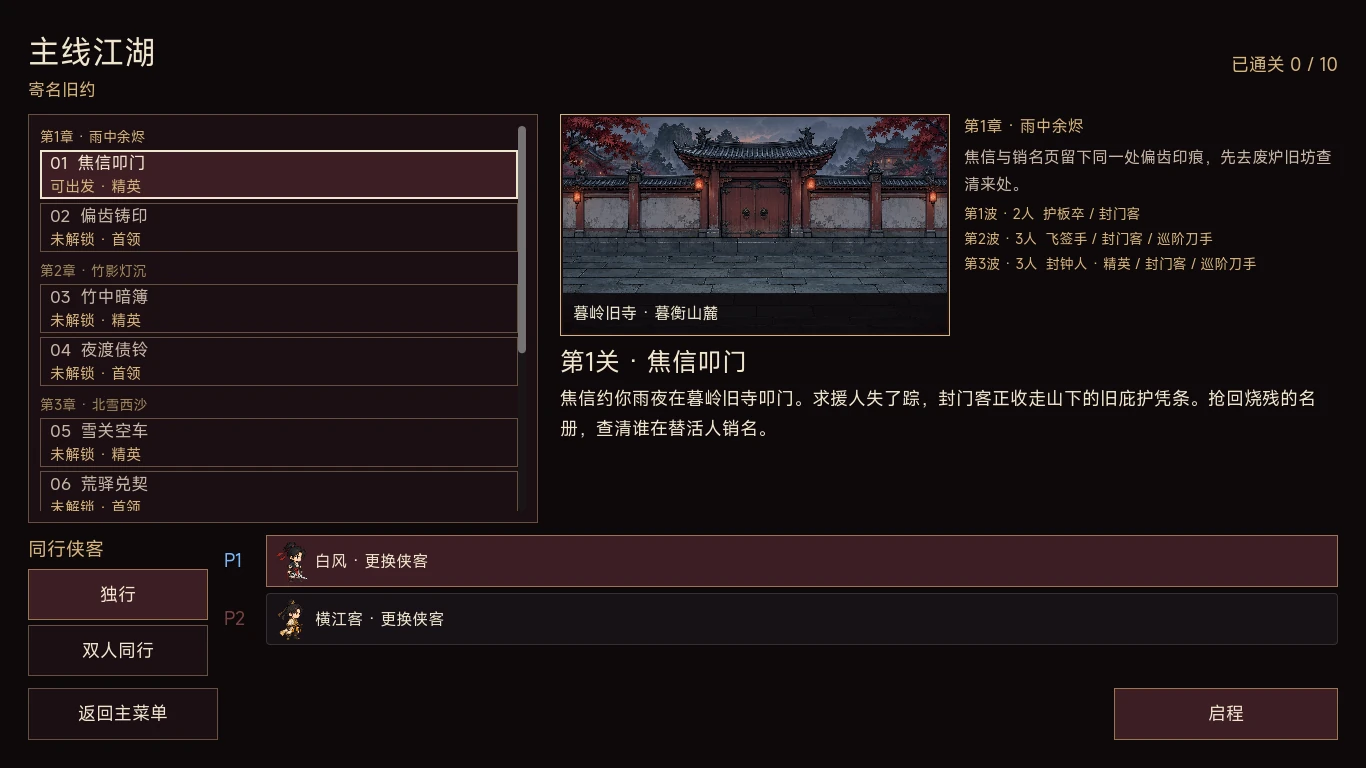 主线江湖
寄名旧约
已通关 0 / 10
第1章 · 雨中余烬
01 焦信叩门
可出发 · 精英
02 偏齿铸印
未解锁 · 首领
第2章 · 竹影灯沉
03 竹中暗簿
未解锁 · 精英
04 夜渡债铃
未解锁 · 首领
第3章 · 北雪西沙
05 雪关空车
未解锁 · 精英
06 荒驿兑契
未解锁 · 首领
暮岭旧寺 · 暮衡山麓
第1章 · 雨中余烬
焦信与销名页留下同一处偏齿印痕，先去废炉旧坊查
清来处。
第1波 · 2人 护板卒 / 封门客
第2波 · 3人 飞签手 / 封门客 / 巡阶刀手
第3波 · 3人 封钟人 · 精英 / 封门客 / 巡阶刀手
第1关 · 焦信叩门
焦信约你雨夜在暮岭旧寺叩门。求援人失了踪，封门客正收走山下的旧庇护凭条。抢回烧残的名
册，查清谁在替活人销名。
同行侠客
独行
双人同行
P1
白风 · 更换侠客
P2
横江客 · 更换侠客
返回主菜单
启程